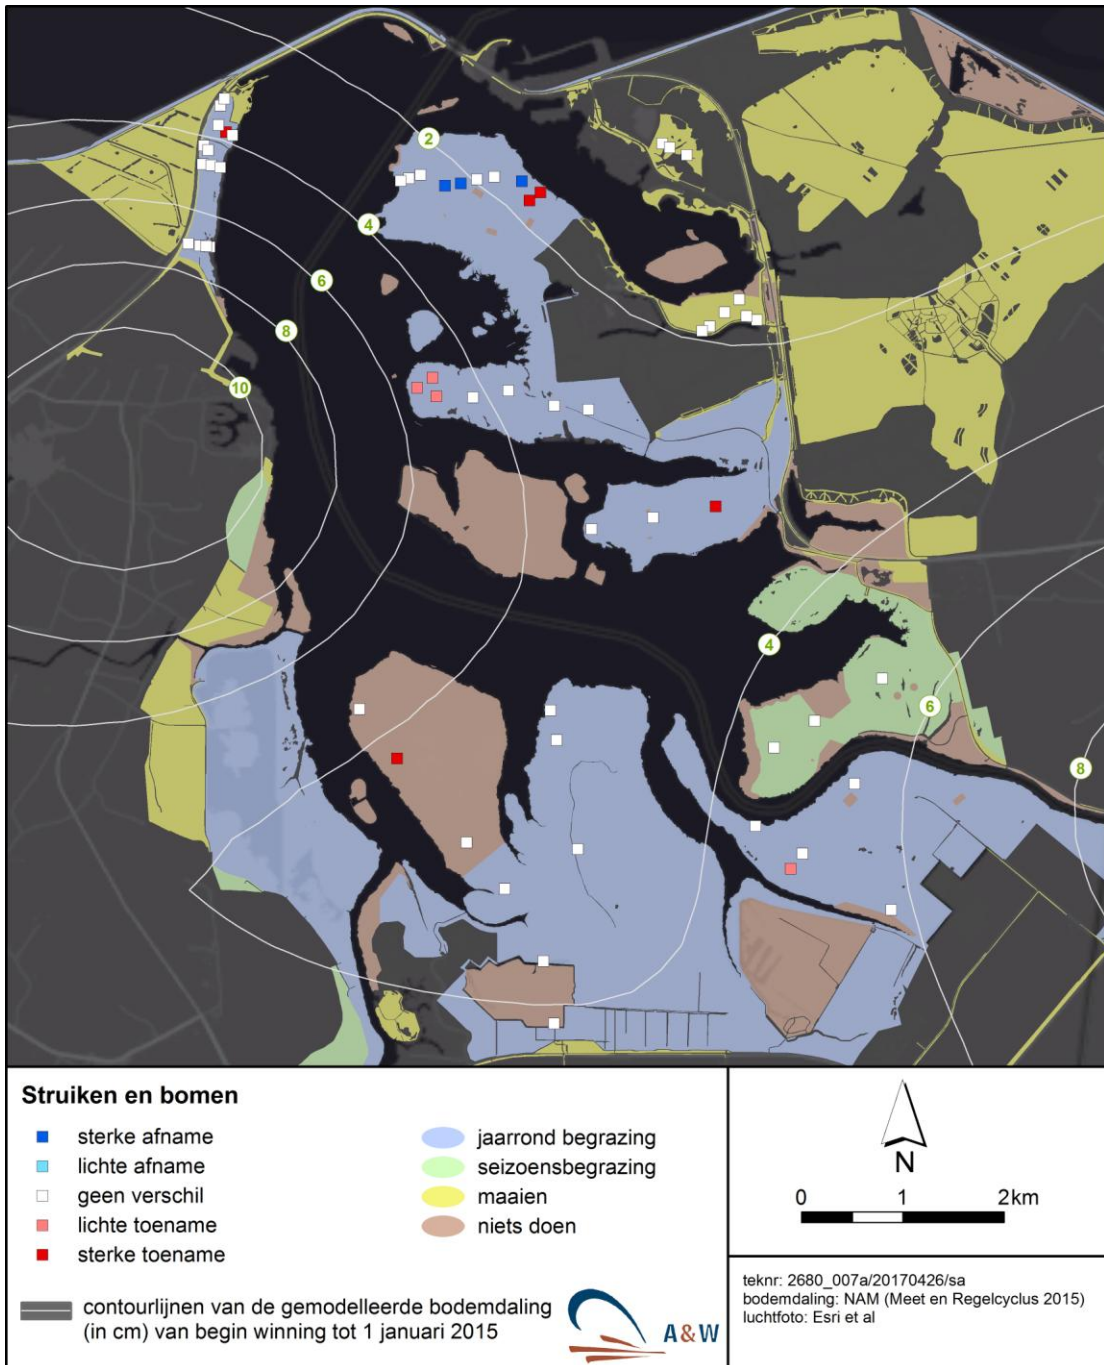 2
4
6
8
10
4
6
8
Struiken en bomen
sterke afname
lichte afname
geen verschil
lichte toename
sterke toename
jaarrond begrazing
seizoensbegrazing
maaien
niets doen
contourlijnen van de gemodelleerde bodemdaling
(in cm) van begin winning tot 1 januari 2015
A&W
N
0 1 2km
teknr: 2680_007a/20170426/sa
bodemdaling: NAM (Meet en Regelcyclus 2015)
luchtfoto: Esri et al